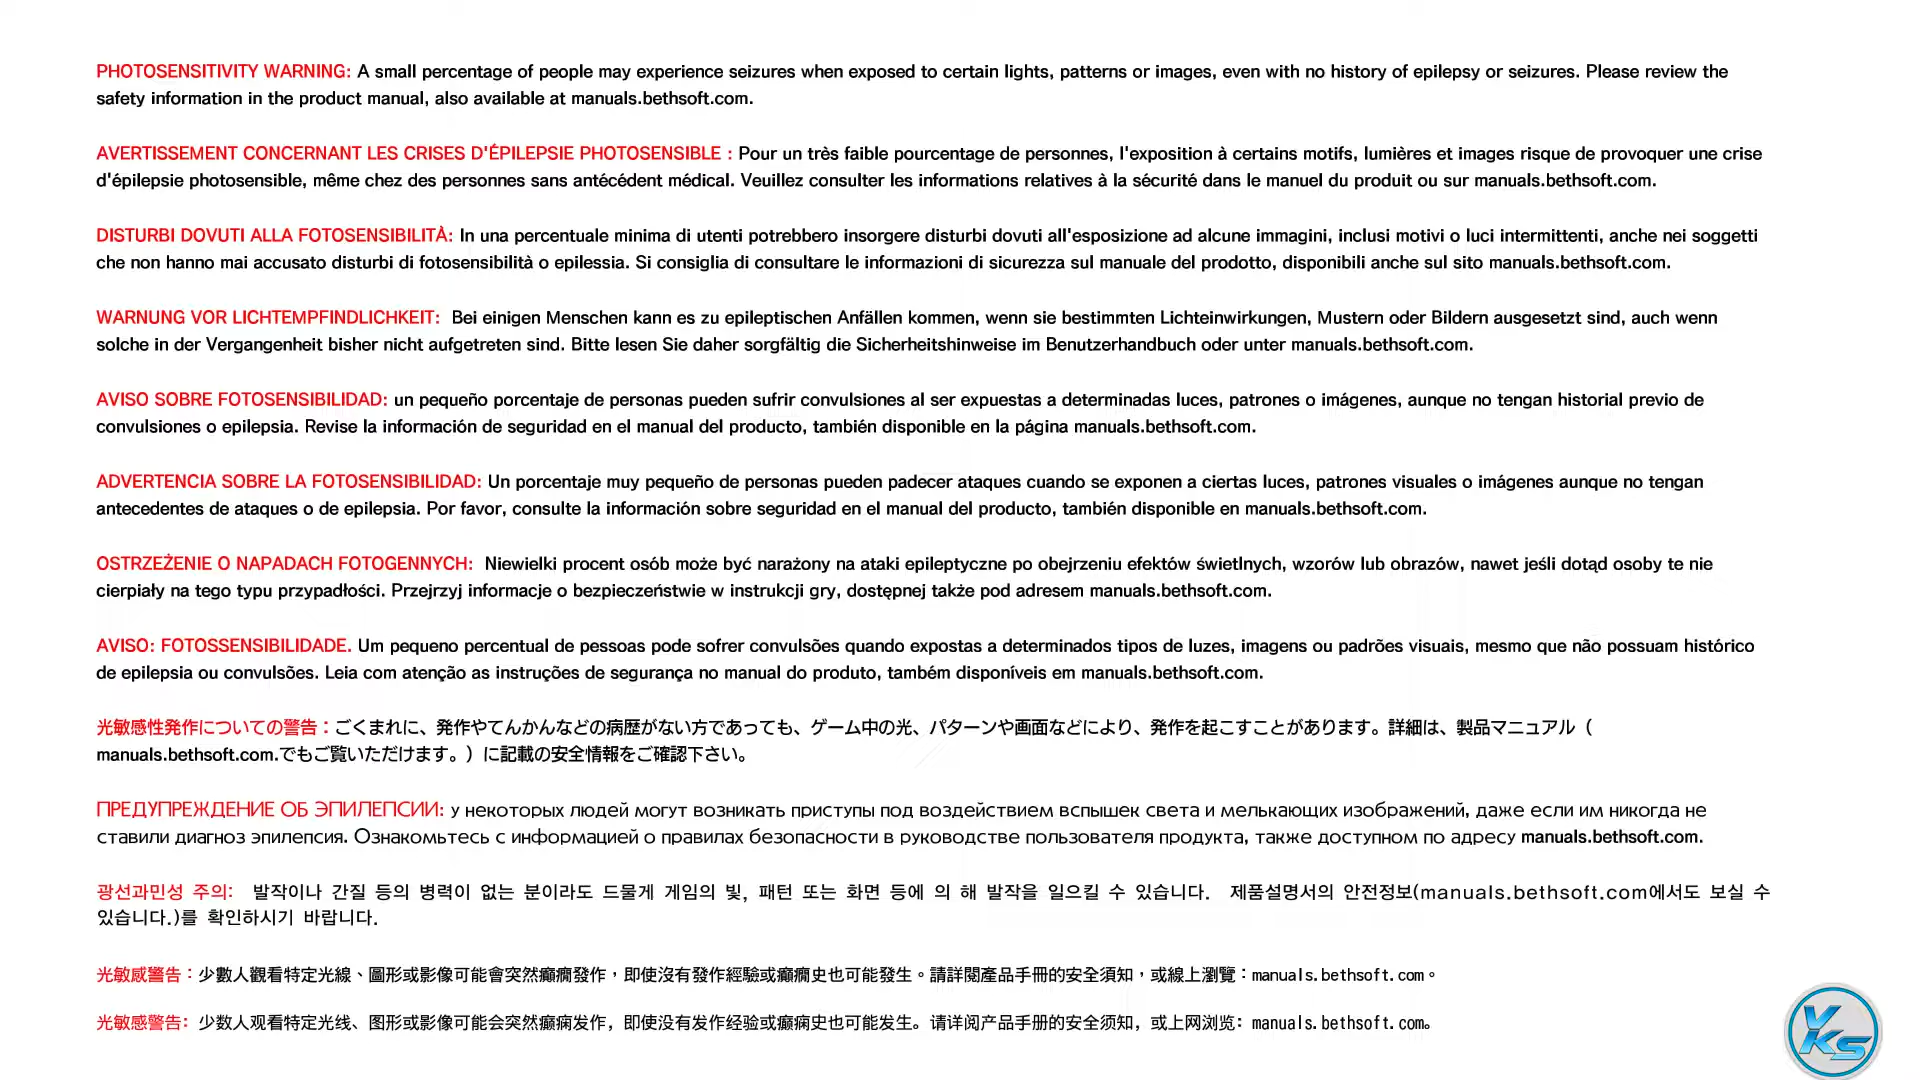 PHOTOSENSITIVITY WARNING: A small percentage of people may experience seizures when exposed to certain lights, patterns or images, even with no history of epilepsy or seizures. Please review the
safety information in the product manual, also available at manuals.bethsoft.com.
AVERTISSEMENT CONCERNANT LES CRISES D'ÉPILEPSIE PHOTOSENSIBLE : Pour un très faible pourcentage de personnes, l'exposition à certains motifs, lumières et images risque de provoquer une crise
d'épilepsie photosensible, même chez des personnes sans antécédent médical. Veuillez consulter les informations relatives à la sécurité dans le manuel du produit ou sur manuals.bethsoft.com.
DISTURBI DOVUTI ALLA FOTOSENSIBILITÀ: In una percentuale minima di utenti potrebbero insorgere disturbi dovuti all'esposizione ad alcune immagini, inclusi motivi o luci intermittenti, anche nei soggetti
che non hanno mai accusato disturbi di fotosensibilità o epilessia. Si consiglia di consultare le informazioni di sicurezza sul manuale del prodotto, disponibili anche sul sito manuals.bethsoft.com.
WARNUNG VOR LICHTEMPFINDLICHKEIT: Bei einigen Menschen kann es zu epileptischen Anfällen kommen, wenn sie bestimmten Lichteinwirkungen, Mustern oder Bildern ausgesetzt sind, auch wenn
solche in der Vergangenheit bisher nicht aufgetreten sind. Bitte lesen Sie daher sorgfältig die Sicherheitshinweise im Benutzerhandbuch oder unter manuals.bethsoft.com.
AVISO SOBRE FOTOSENSIBILIDAD: un pequeño porcentaje de personas pueden sufrir convulsiones al ser expuestas a determinadas luces, patrones o imágenes, aunque no tengan historial previo de
convulsiones o epilepsia. Revise la información de seguridad en el manual del producto, también disponible en la página manuals.bethsoft.com.
ADVERTENCIA SOBRE LA FOTOSENSIBILIDAD: Un porcentaje muy pequeño de personas pueden padecer ataques cuando se exponen a ciertas luces, patrones visuales o imágenes aunque no tengan
antecedentes de ataques o de epilepsia. Por favor, consulte la información sobre seguridad en el manual del producto, también disponible en manuals.bethsoft.com.
OSTRZEŻENIE O NAPADACH FOTOGENNYCH: Niewielki procent osób może być narażony na ataki epileptyczne po obejrzeniu efektów świetlnych, wzorów lub obrazów, nawet jeśli dotąd osoby te nie
cierpiały na tego typu przypadłości. Przejrzyj informacje o bezpieczeństwie w instrukcji gry, dostępnej także pod adresem manuals.bethsoft.com.
AVISO: FOTOSSENSIBILIDADE. Um pequeno percentual de pessoas pode sofrer convulsões quando expostas a determinados tipos de luzes, imagens ou padrões visuais, mesmo que não possuam histórico
de epilepsia ou convulsões. Leia com atenção as instruções de segurança no manual do produto, também disponíveis em manuals.bethsoft.com.
光敏感性発作についての警告：ごくまれに、発作やてんかんなどの病歴がない方であっても、ゲーム中の光、パターンや画面などにより、発作を起こすことがあります。詳細は、製品マニュアル（
manuals.bethsoft.com.でもご覧いただけます。）に記載の安全情報をご確認下さい。
ПРЕДУПРЕЖДЕНИЕ ОБ ЭПИЛЕПСИИ: у некоторых людей могут возникать приступы под воздействием вспышек света и мелькающих изображений, даже если им никогда не
ставили диагноз эпилепсия. Ознакомьтесь с информацией о правилах безопасности в руководстве пользователя продукта, также доступном по адресу manuals.bethsoft.com.
광선과민성 주의: 발작이나 간질 등의 병력이 없는 분이라도 드물게 게임의 빛, 패턴 또는 화면 등에 의 해 발작을 일으킬 수 있습니다. 제품설명서의 안전정보(manuals.bethsoft.com에서도 보실 수
있습니다.)를 확인하시기 바랍니다.
光敏感警告：少數人觀看特定光線、圖形或影像可能會突然癲癇發作，即使沒有發作經驗或癲癇史也可能發生。請詳閱產品手冊的安全須知，或線上瀏覽：manuals.bethsoft.com。
光敏感警告：少数人观看特定光线、图形或影像可能会突然癫痫发作，即使没有发作经验或癫痫史也可能发生。请详阅产品手册的安全须知，或上网浏览：manuals.bethsoft.com。
VKS